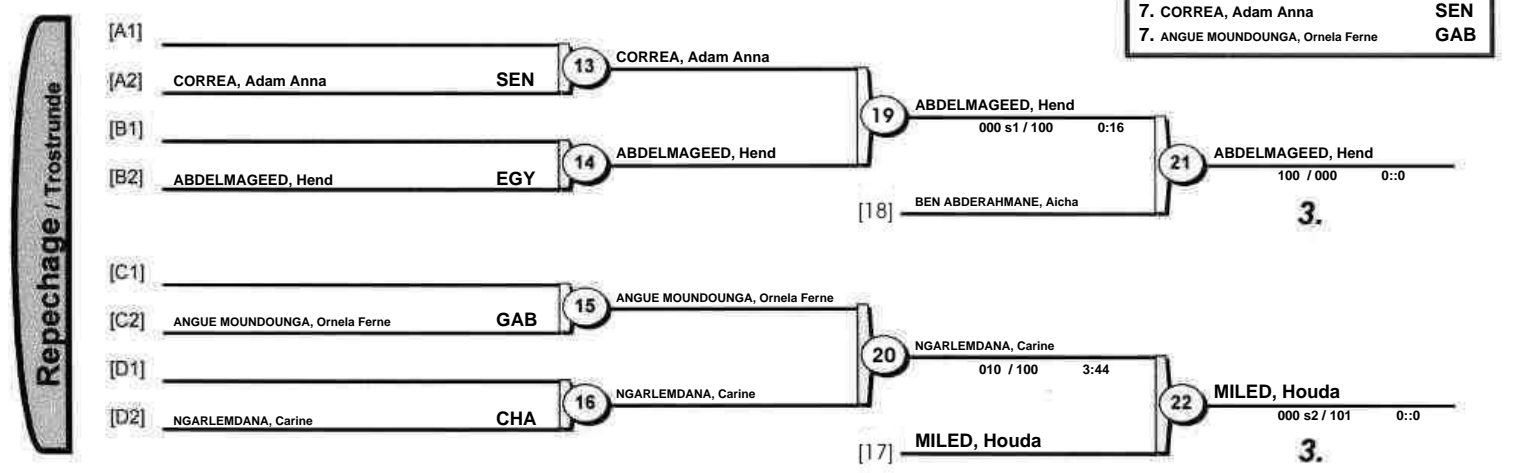 7. CORREA, Adam Anna SEN
7. ANGUE MOUNDOUNGA, Ornela Ferne GAB
Repechage / Trostrunde
[A1]
[A2] CORREA, Adam Anna SEN
13
CORREA, Adam Anna
[B1]
[B2] ABDELMAGEED, Hend EGY
14
ABDELMAGEED, Hend
19
ABDELMAGEED, Hend
000 s1 / 100 0:16
[18] BEN ABDERAHMANE, Aicha
21
ABDELMAGEED, Hend
100 / 000 0::0
3.
[C1]
[C2] ANGUE MOUNDOUNGA, Ornela Ferne GAB
15
ANGUE MOUNDOUNGA, Ornela Ferne
[D1]
[D2] NGARLEMDANA, Carine CHA
16
NGARLEMDANA, Carine
20
NGARLEMDANA, Carine
010 / 100 3:44
[17] MILED, Houda
22
MILED, Houda
000 s2 / 101 0::0
3.